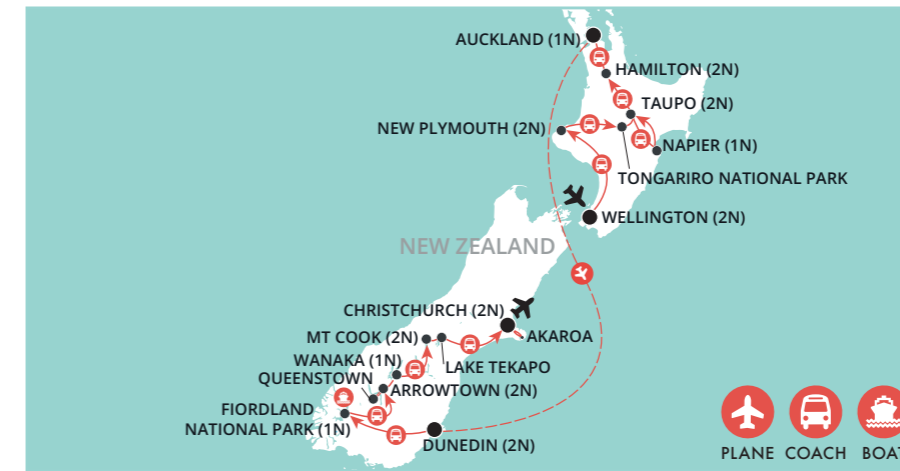 AUCKLAND (1N)
HAMILTON (2N)
TAUPO (2N)
NEW PLYMOUTH (2N)
NAPIER (1N)
TONGARIRO NATIONAL PARK
WELLINGTON (2N)
NEW ZEALAND
CHRISTCHURCH (2N)
AKAROA
MT COOK (2N)
LAKE TEKAPO
WANAKA (1N)
QUEENSTOWN
ARROWTOWN (2N)
FIORDLAND
NATIONAL PARK (1N)
DUNEDIN (2N)
PLANE COACH BOAT